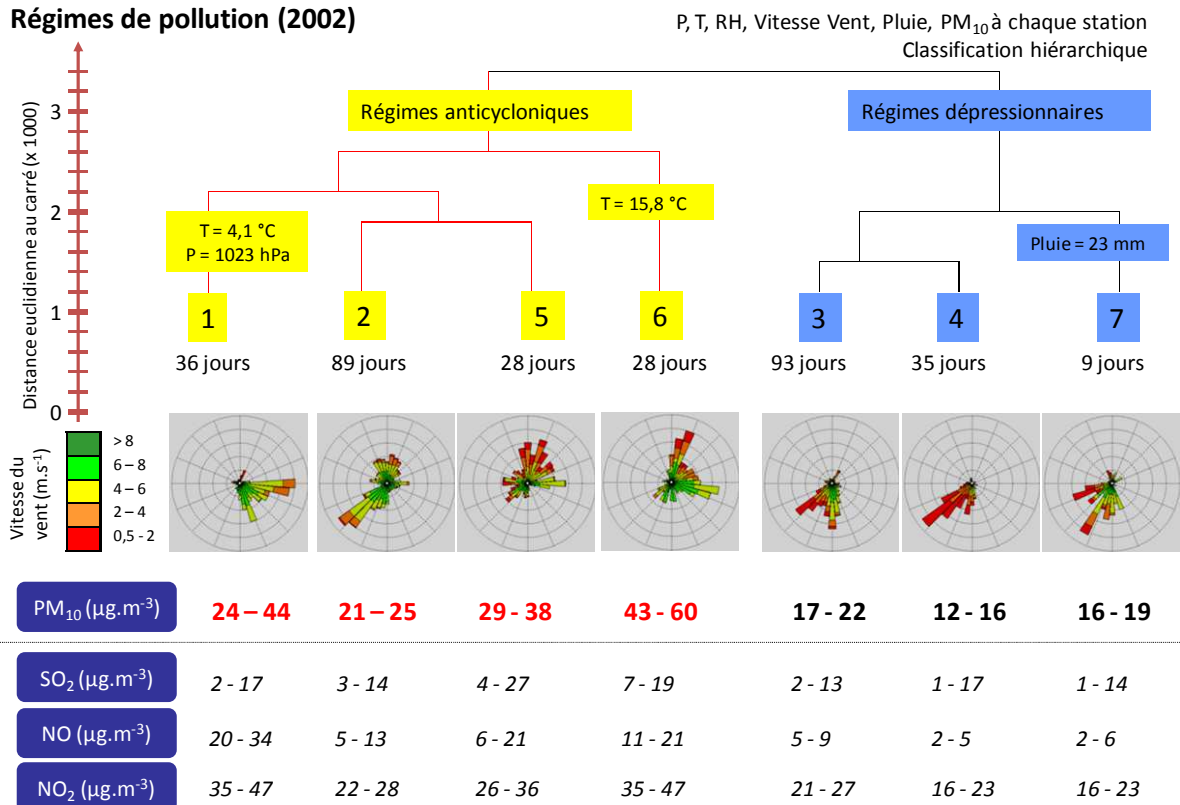 Régimes de pollution (2002)
P, T, RH, Vitesse Vent, Pluie, PM10 à chaque station
Classification hiérarchique
Distance euclidienne au carré (x 1000)
3
2
1
0
Régimes anticycloniques
Régimes dépressionnaires
T = 4,1 °C
P = 1023 hPa
T = 15,8 °C
Pluie = 23 mm
1 2 5 6 3 4 7
36 jours 89 jours 28 jours 28 jours 93 jours 35 jours 9 jours
Vitesse du
vent (m.s-1)
> 8
6 – 8
4 – 6
2 – 4
0,5 - 2
PM10 (µg.m-3) 24 – 44 21 – 25 29 - 38 43 - 60 17 - 22 12 - 16 16 - 19
SO2 (µg.m-3) 2 - 17 3 - 14 4 - 27 7 - 19 2 - 13 1 - 17 1 - 14
NO (µg.m-3) 20 - 34 5 - 13 6 - 21 11 - 21 5 - 9 2 - 5 2 - 6
NO2 (µg.m-3) 35 - 47 22 - 28 26 - 36 35 - 47 21 - 27 16 - 23 16 - 23